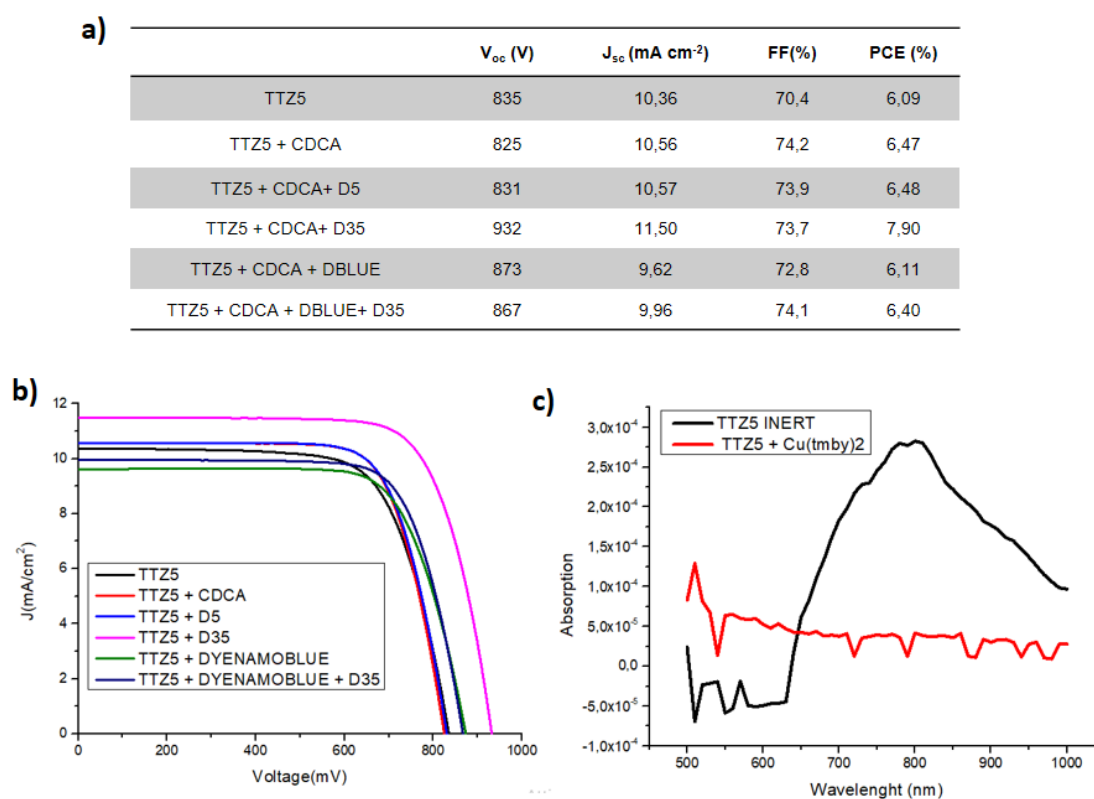 a)
Voc (V) Jsc (mA cm-2) FF(%) PCE (%)
TTZ5 835 10,36 70,4 6,09
TTZ5 + CDCA 825 10,56 74,2 6,47
TTZ5 + CDCA+ D5 831 10,57 73,9 6,48
TTZ5 + CDCA+ D35 932 11,50 73,7 7,90
TTZ5 + CDCA + DBLUE 873 9,62 72,8 6,11
TTZ5 + CDCA + DBLUE+ D35 867 9,96 74,1 6,40
b)
12
10
8
6
4
2
0
J(mA/cm2)
TTZ5
TTZ5 + CDCA
TTZ5 + D5
TTZ5 + D35
TTZ5 + DYENAMOBLUE
TTZ5 + DYENAMOBLUE + D35
0 200 400 600 800 1000
Voltage(mV)
c)
3,0x10-4
2,5x10-4
2,0x10-4
1,5x10-4
1,0x10-4
5,0x10-5
0,0
-5,0x10-5
-1,0x10-4
Absorption
TTZ5 INERT
TTZ5 + Cu(tmby)2
500 600 700 800 900 1000
Wavelenght (nm)